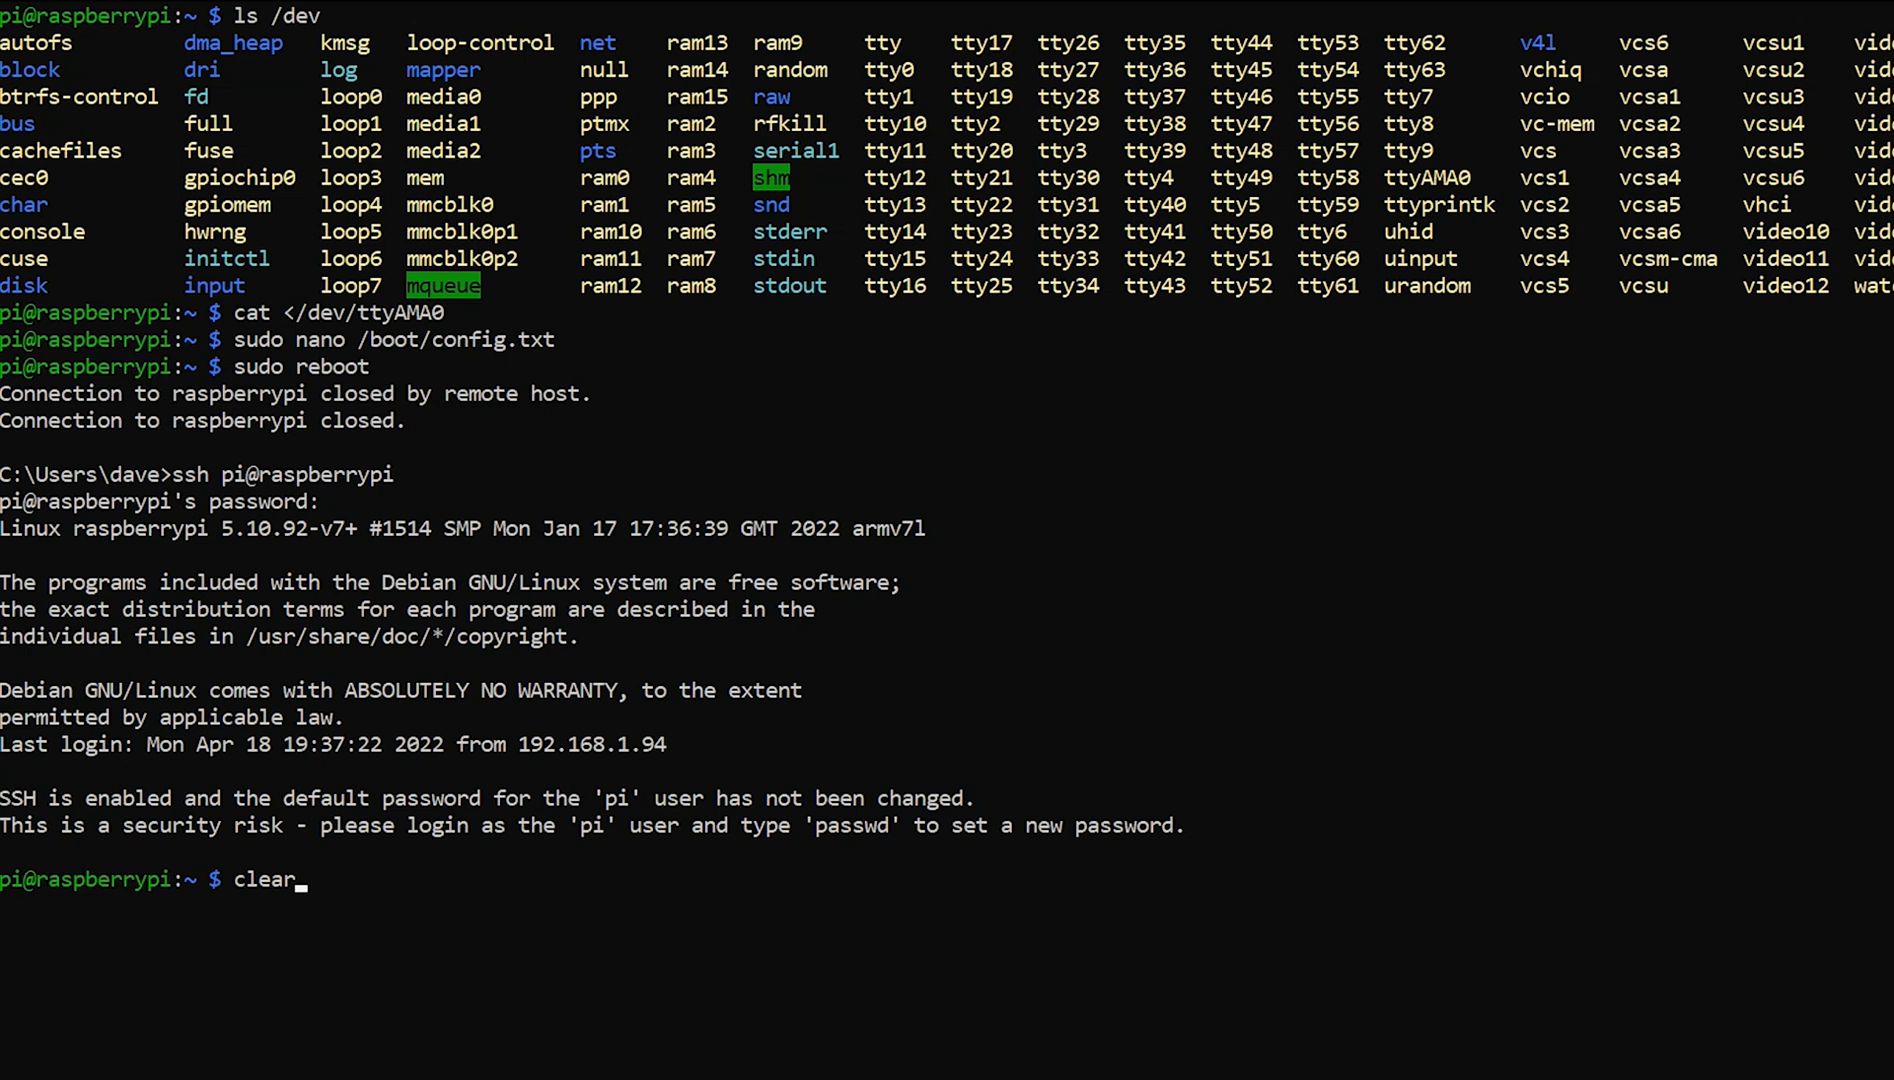 pi@raspberrypi:~ $ ls /dev
autofs dma_heap kmsg loop-control net ram13 ram9 tty tty17 tty26 tty35 tty44 tty53 tty62 v4l vcs6 vcsu1
block dri log mapper null ram14 random tty0 tty18 tty27 tty36 tty45 tty54 tty63 vchiq vcsa vcsu2
btrfs-control fd loop0 media0 ppp ram15 raw tty1 tty19 tty28 tty37 tty46 tty55 tty7 vcio vcsa1 vcsu3
bus full loop1 media1 ptmx ram2 rfkill tty10 tty2 tty29 tty38 tty47 tty56 tty8 vc-mem vcsa2 vcsu4
cachefiles fuse loop2 media2 pts ram3 serial1 tty11 tty20 tty3 tty39 tty48 tty57 tty9 vcs vcsa3 vcsu5
cec0 gpiochip0 loop3 mem ram0 ram4 shm tty12 tty21 tty30 tty4 tty49 tty58 ttyAMA0 vcs1 vcsa4 vcsu6
char gpiomem loop4 mmcblk0 ram1 ram5 snd tty13 tty22 tty31 tty40 tty5 tty59 ttyprintk vcs2 vcsa5 vhci
console hwrng loop5 mmcblk0p1 ram10 ram6 stderr tty14 tty23 tty32 tty41 tty50 tty6 uhid vcs3 vcsa6 video10
cuse initctl loop6 mmcblk0p2 ram11 ram7 stdin tty15 tty24 tty33 tty42 tty51 tty60 uinput vcs4 vcsm-cma video11
disk input loop7 mqueue ram12 ram8 stdout tty16 tty25 tty34 tty43 tty52 tty61 urandom vcs5 vcsu video12
pi@raspberrypi:~ $ cat </dev/ttyAMA0
pi@raspberrypi:~ $ sudo nano /boot/config.txt
pi@raspberrypi:~ $ sudo reboot
Connection to raspberrypi closed by remote host.
Connection to raspberrypi closed.
C:\Users\dave>ssh pi@raspberrypi
pi@raspberrypi's password:
Linux raspberrypi 5.10.92-v7+ #1514 SMP Mon Jan 17 17:36:39 GMT 2022 armv7l
The programs included with the Debian GNU/Linux system are free software;
the exact distribution terms for each program are described in the
individual files in /usr/share/doc/*/copyright.
Debian GNU/Linux comes with ABSOLUTELY NO WARRANTY, to the extent
permitted by applicable law.
Last login: Mon Apr 18 19:37:22 2022 from 192.168.1.94
SSH is enabled and the default password for the 'pi' user has not been changed.
This is a security risk - please login as the 'pi' user and type 'passwd' to set a new password.
pi@raspberrypi:~ $ clear